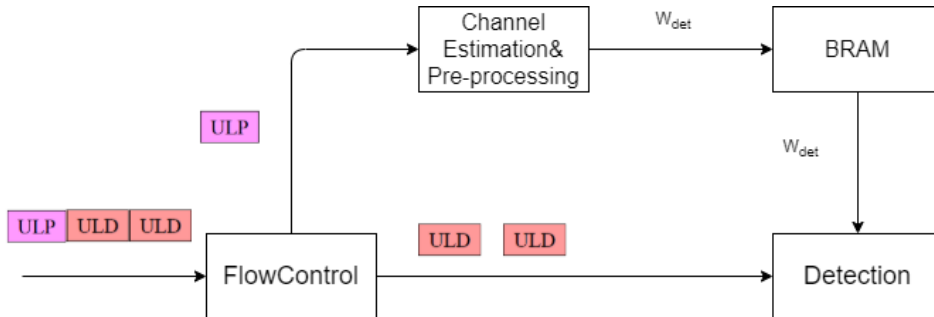 Channel
Estimation&
Pre-processing
W_det
BRAM
ULP
W_det
ULP ULD ULD
ULD ULD
FlowControl
Detection